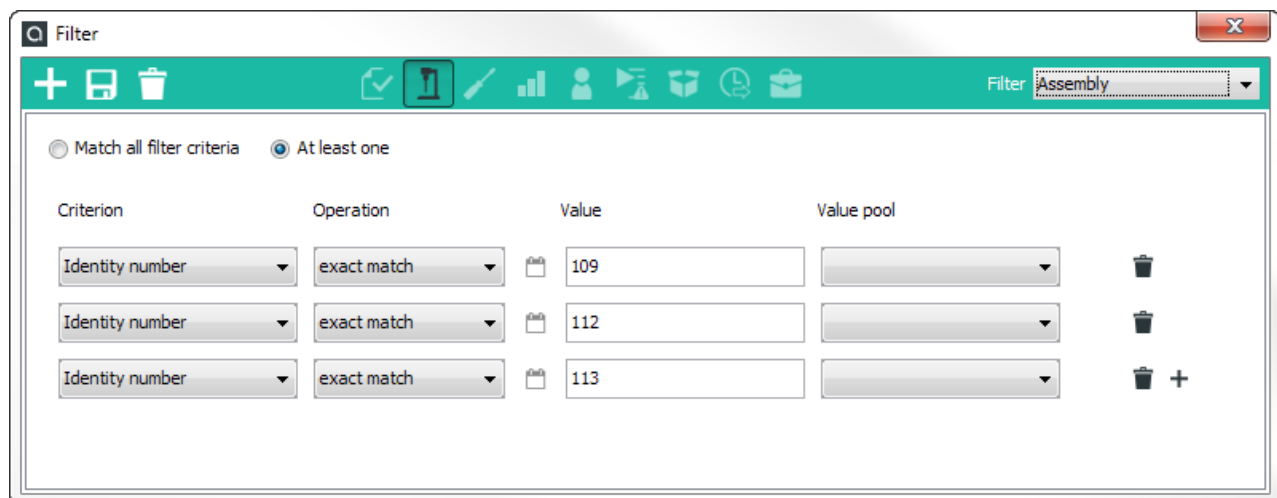 Filter
Filter Assembly
Match all filter criteria At least one
Criterion Operation Value Value pool
Identity number exact match 109
Identity number exact match 112
Identity number exact match 113